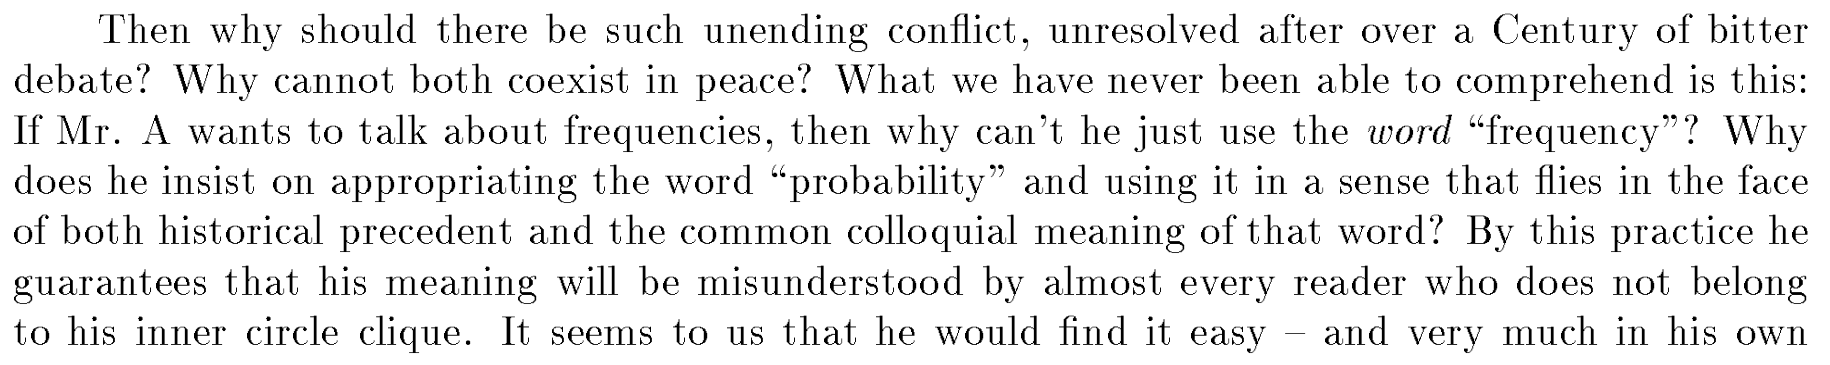 Then why should there be such unending conflict, unresolved after over a Century of bitter
debate? Why cannot both coexist in peace? What we have never been able to comprehend is this:
If Mr. A wants to talk about frequencies, then why can't he just use the word “frequency”? Why
does he insist on appropriating the word “probability” and using it in a sense that flies in the face
of both historical precedent and the common colloquial meaning of that word? By this practice he
guarantees that his meaning will be misunderstood by almost every reader who does not belong
to his inner circle clique. It seems to us that he would find it easy – and very much in his own